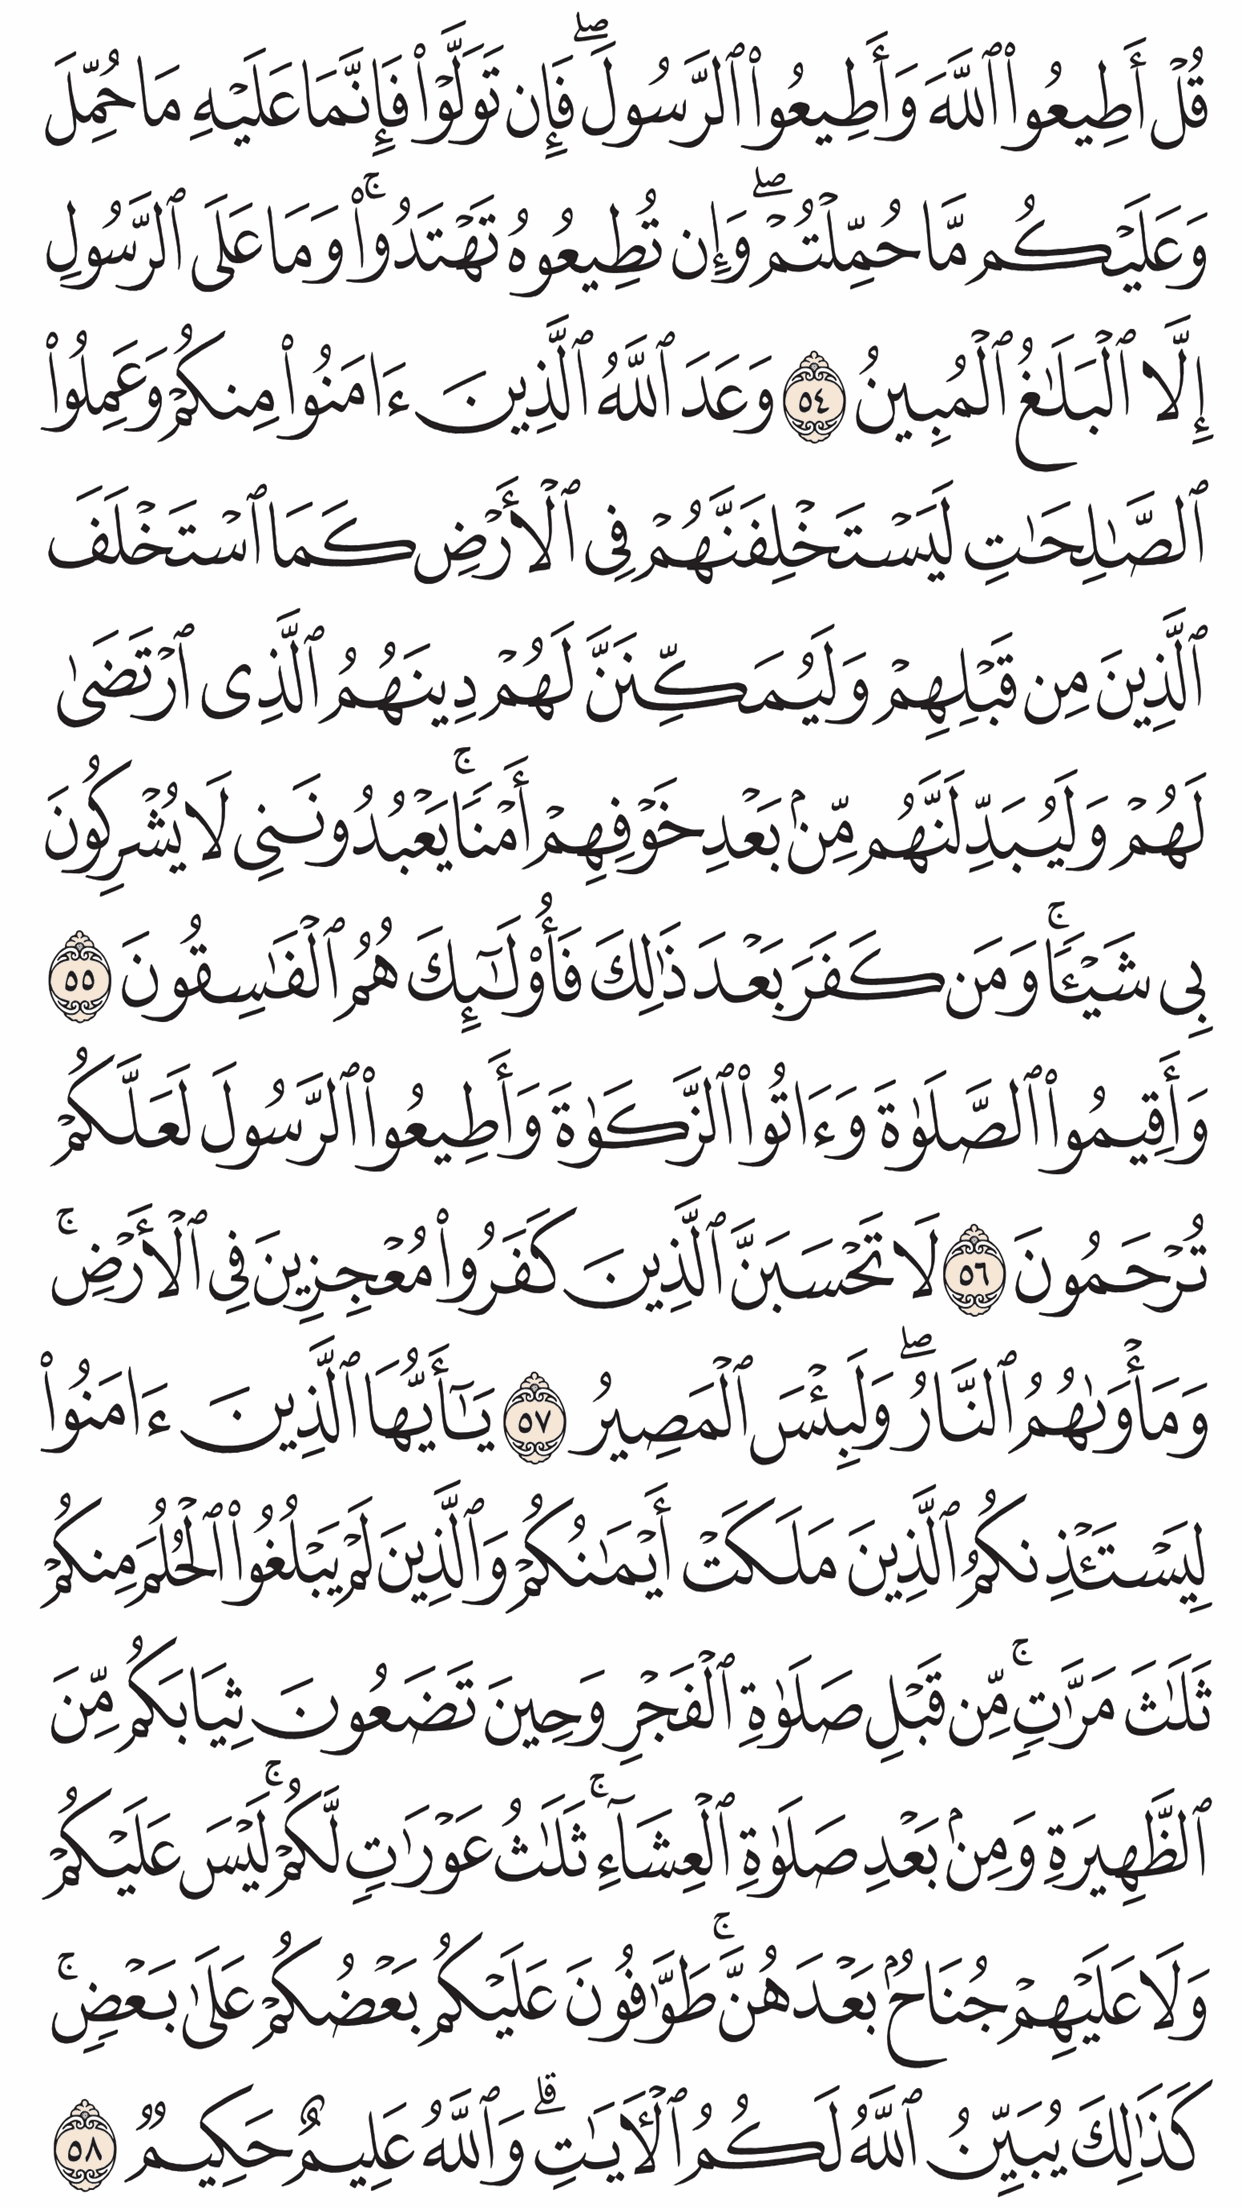 قُلْ أَطِيعُوا۟ ٱللَّهَ وَأَطِيعُوا۟ ٱلرَّسُولَ ۖ فَإِن تَوَلَّوْا۟ فَإِنَّمَا عَلَيْهِ مَا حُمِّلَ
وَعَلَيْكُم مَّا حُمِّلْتُمْ ۖ وَإِن تُطِيعُوهُ تَهْتَدُوا۟ ۚ وَمَا عَلَى ٱلرَّسُولِ
إِلَّا ٱلْبَلَـٰغُ ٱلْمُبِينُ ٥٤ وَعَدَ ٱللَّهُ ٱلَّذِينَ ءَامَنُوا۟ مِنكُمْ وَعَمِلُوا۟
ٱلصَّـٰلِحَـٰتِ لَيَسْتَخْلِفَنَّهُمْ فِى ٱلْأَرْضِ كَمَا ٱسْتَخْلَفَ
ٱلَّذِينَ مِن قَبْلِهِمْ وَلَيُمَكِّنَنَّ لَهُمْ دِينَهُمُ ٱلَّذِى ٱرْتَضَىٰ
لَهُمْ وَلَيُبَدِّلَنَّهُم مِّنۢ بَعْدِ خَوْفِهِمْ أَمْنًا ۚ يَعْبُدُونَنِى لَا يُشْرِكُونَ
بِى شَيْـًٔا ۚ وَمَن كَفَرَ بَعْدَ ذَٰلِكَ فَأُو۟لَـٰٓئِكَ هُمُ ٱلْفَـٰسِقُونَ ٥٥
وَأَقِيمُوا۟ ٱلصَّلَوٰةَ وَءَاتُوا۟ ٱلزَّكَوٰةَ وَأَطِيعُوا۟ ٱلرَّسُولَ لَعَلَّكُمْ
تُرْحَمُونَ ٥٦ لَا تَحْسَبَنَّ ٱلَّذِينَ كَفَرُوا۟ مُعْجِزِينَ فِى ٱلْأَرْضِ ۚ
وَمَأْوَىٰهُمُ ٱلنَّارُ ۖ وَلَبِئْسَ ٱلْمَصِيرُ ٥٧ يَـٰٓأَيُّهَا ٱلَّذِينَ ءَامَنُوا۟
لِيَسْتَـْٔذِنكُمُ ٱلَّذِينَ مَلَكَتْ أَيْمَـٰنُكُمْ وَٱلَّذِينَ لَمْ يَبْلُغُوا۟ ٱلْحُلُمَ مِنكُمْ
ثَلَـٰثَ مَرَّٰتٍ ۚ مِّن قَبْلِ صَلَوٰةِ ٱلْفَجْرِ وَحِينَ تَضَعُونَ ثِيَابَكُم مِّنَ
ٱلظَّهِيرَةِ وَمِنۢ بَعْدِ صَلَوٰةِ ٱلْعِشَآءِ ۚ ثَلَـٰثُ عَوْرَٰتٍ لَّكُمْ ۚ لَيْسَ عَلَيْكُمْ
وَلَا عَلَيْهِمْ جُنَاحٌۢ بَعْدَهُنَّ ۚ طَوَّٰفُونَ عَلَيْكُم بَعْضُكُمْ عَلَىٰ بَعْضٍ ۚ
كَذَٰلِكَ يُبَيِّنُ ٱللَّهُ لَكُمُ ٱلْـَٔايَـٰتِ ۗ وَٱللَّهُ عَلِيمٌ حَكِيمٌ ٥٨